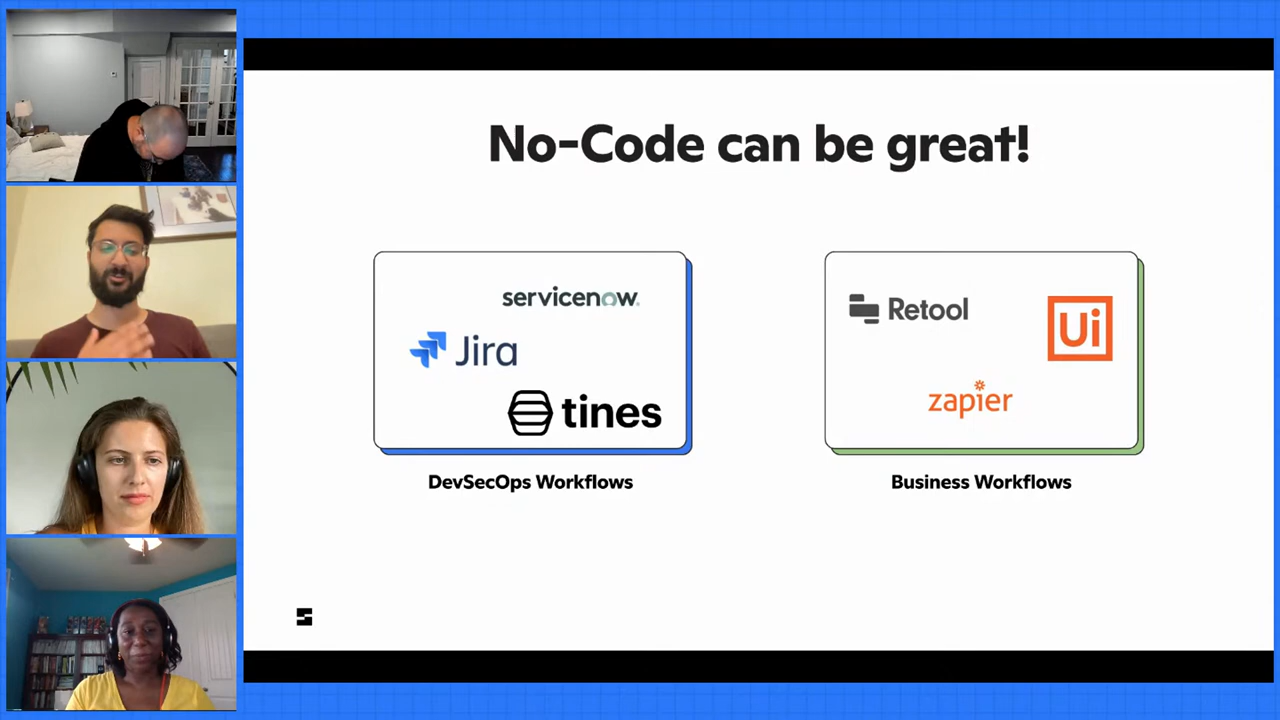 No-Code can be great!
servicenow
Jira
tines
DevSecOps Workflows
Retool
Ui
zapier
Business Workflows